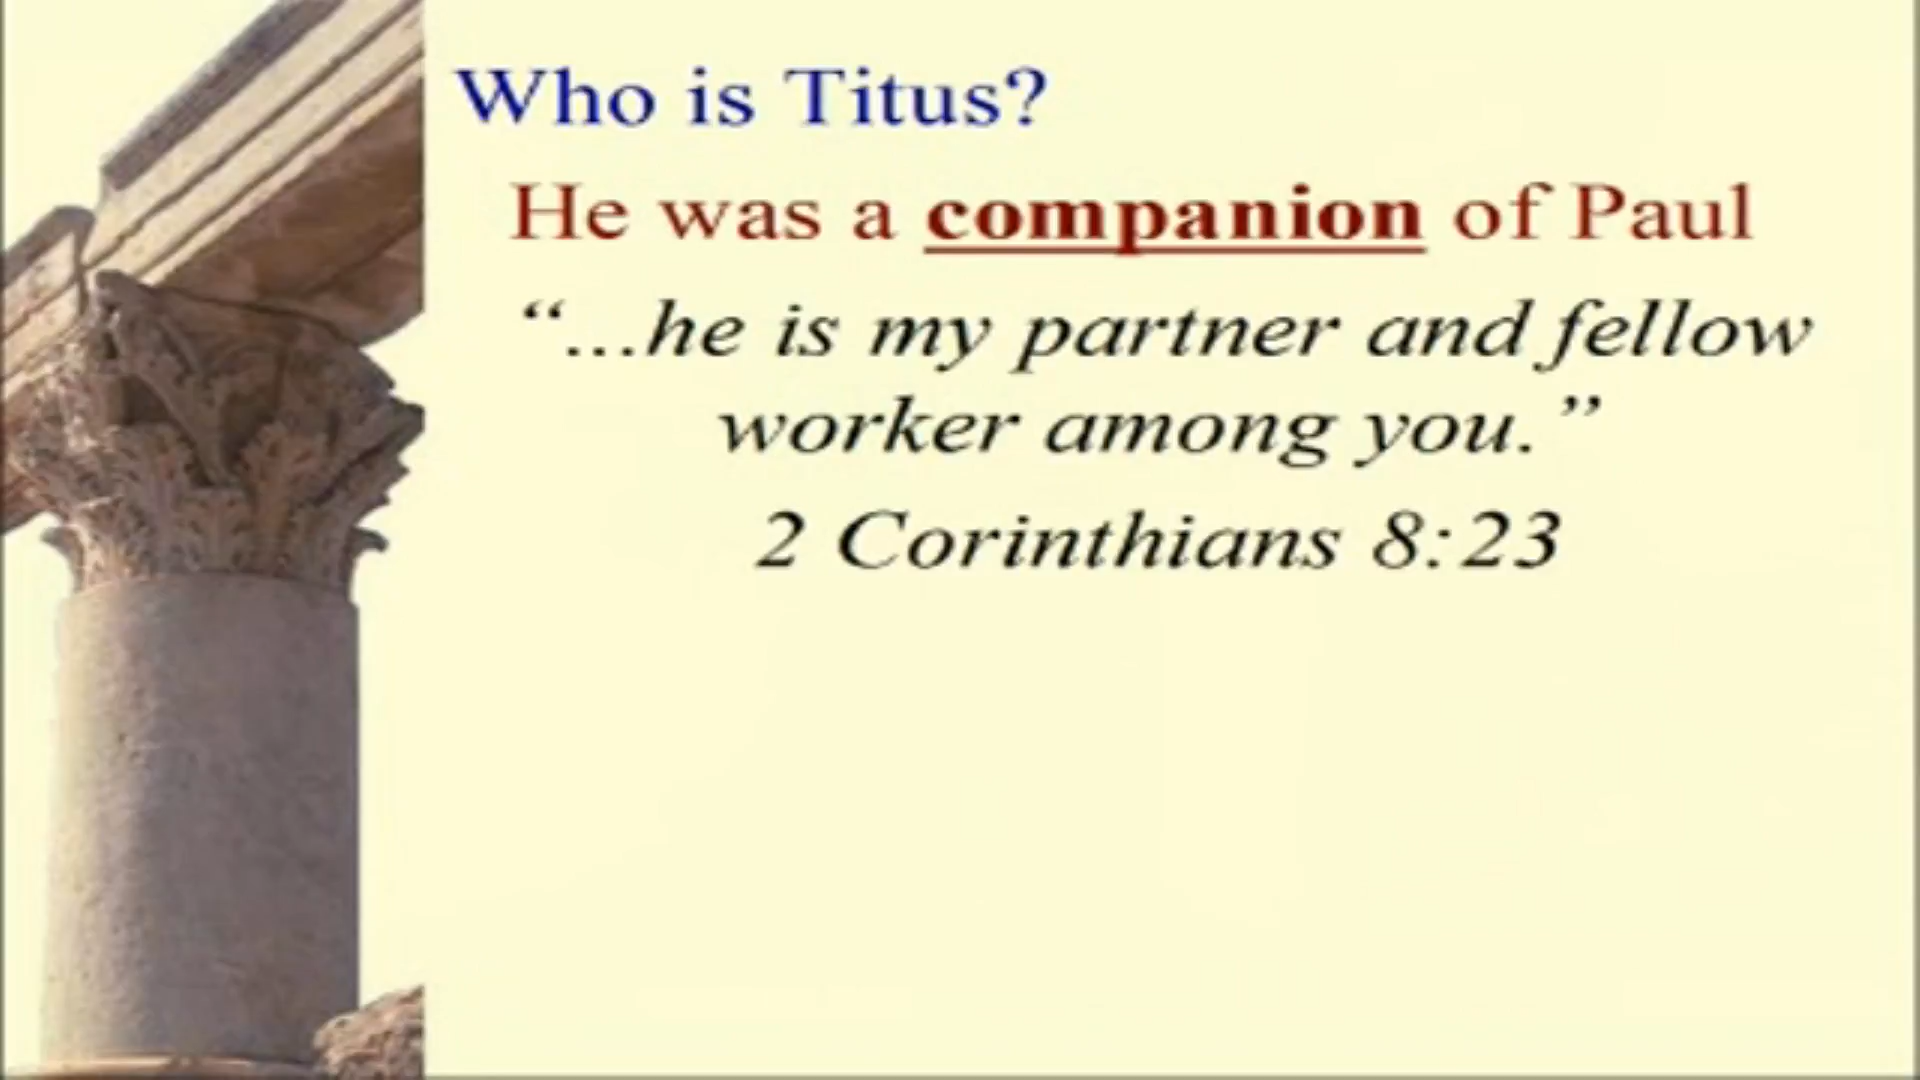 Who is Titus?
He was a companion of Paul
“...he is my partner and fellow
worker among you.”
2 Corinthians 8:23